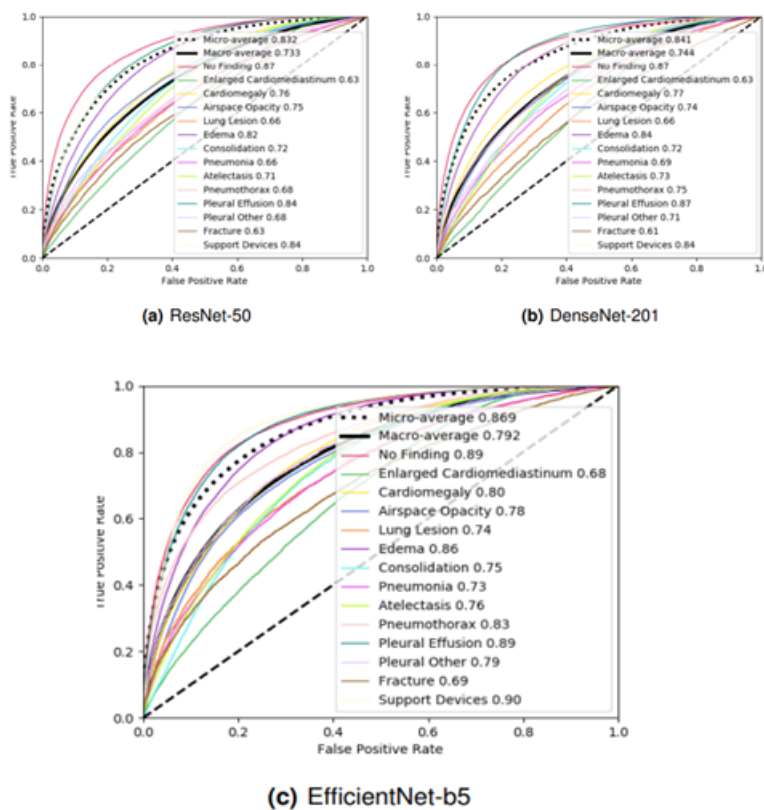 1.0
0.8
0.6
0.4
0.2
0.0
True Positive Rate
Micro-average 0.832
Macro-average 0.733
No Finding 0.87
Enlarged Cardiomediastinum 0.63
Cardiomegaly 0.76
Airspace Opacity 0.75
Lung Lesion 0.66
Edema 0.82
Consolidation 0.72
Pneumonia 0.66
Atelectasis 0.71
Pneumothorax 0.68
Pleural Effusion 0.84
Pleural Other 0.68
Fracture 0.63
Support Devices 0.84
0.0 0.2 0.4 0.6 0.8 1.0
False Positive Rate
(a) ResNet-50
1.0
0.8
0.6
0.4
0.2
0.0
True Positive Rate
Micro-average 0.841
Macro-average 0.744
No Finding 0.87
Enlarged Cardiomediastinum 0.63
Cardiomegaly 0.77
Airspace Opacity 0.74
Lung Lesion 0.66
Edema 0.84
Consolidation 0.72
Pneumonia 0.69
Atelectasis 0.73
Pneumothorax 0.75
Pleural Effusion 0.87
Pleural Other 0.71
Fracture 0.61
Support Devices 0.84
0.0 0.2 0.4 0.6 0.8 1.0
False Positive Rate
(b) DenseNet-201
1.0
0.8
0.6
0.4
0.2
0.0
True Positive Rate
Micro-average 0.869
Macro-average 0.792
No Finding 0.89
Enlarged Cardiomediastinum 0.68
Cardiomegaly 0.80
Airspace Opacity 0.78
Lung Lesion 0.74
Edema 0.86
Consolidation 0.75
Pneumonia 0.73
Atelectasis 0.76
Pneumothorax 0.83
Pleural Effusion 0.89
Pleural Other 0.79
Fracture 0.69
Support Devices 0.90
0.0 0.2 0.4 0.6 0.8 1.0
False Positive Rate
(c) EfficientNet-b5